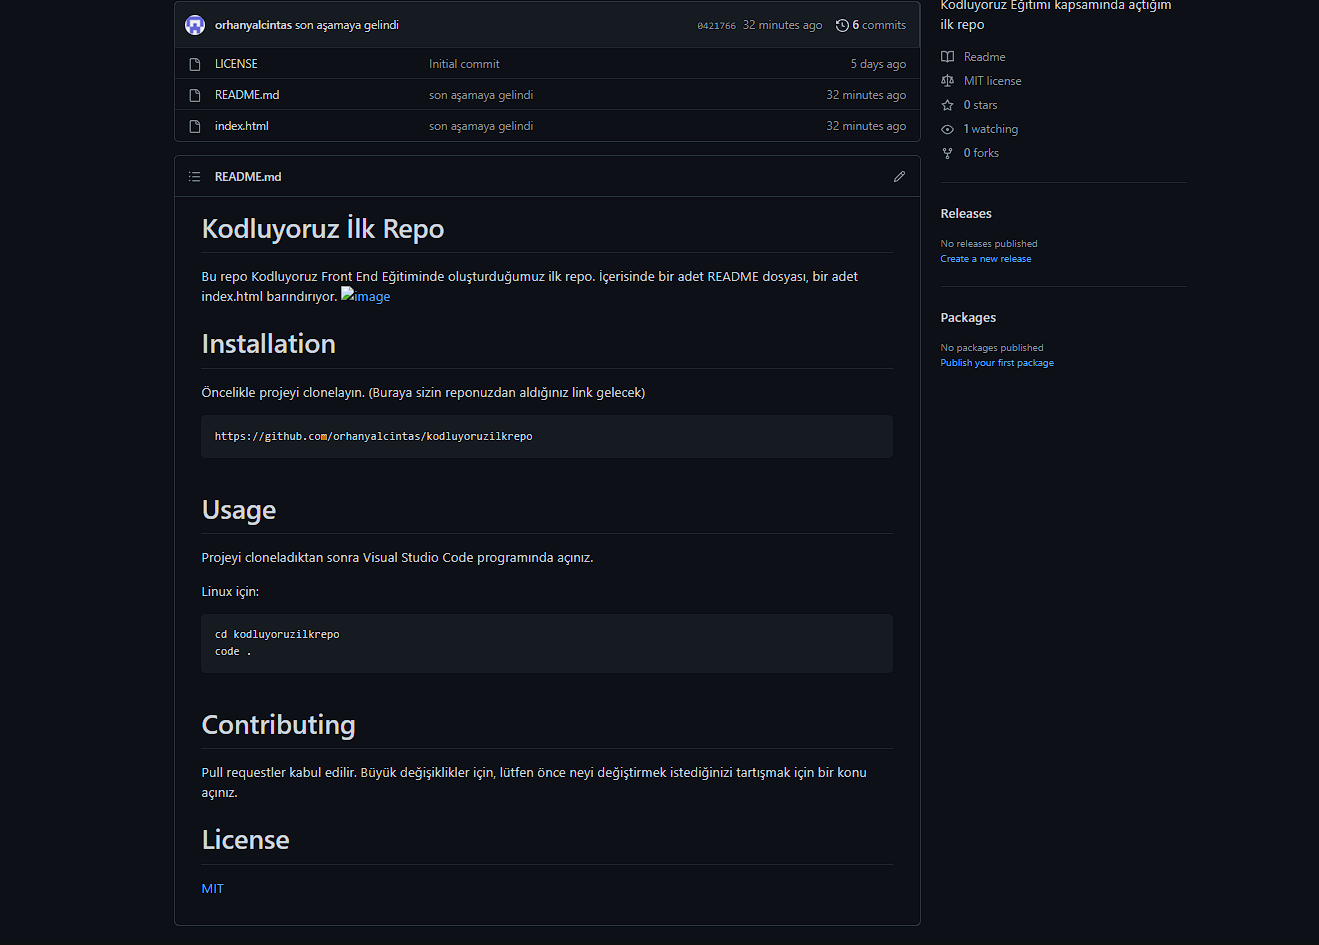 orhanyalcintas son aşamaya gelindi 0421766 32 minutes ago 6 commits
LICENSE Initial commit 5 days ago
README.md son aşamaya gelindi 32 minutes ago
index.html son aşamaya gelindi 32 minutes ago
README.md
Kodluyoruz İlk Repo
Bu repo Kodluyoruz Front End Eğitiminde oluşturduğumuz ilk repo. İçerisinde bir adet README dosyası, bir adet
index.html barındırıyor. image
Installation
Öncelikle projeyi clonelayın. (Buraya sizin reponuzdan aldığınız link gelecek)
https://github.com/orhanyalcintas/kodluyoruzilkrepo
Usage
Projeyi cloneladıktan sonra Visual Studio Code programında açınız.
Linux için:
cd kodluyoruzilkrepo
code .
Contributing
Pull requestler kabul edilir. Büyük değişiklikler için, lütfen önce neyi değiştirmek istediğinizi tartışmak için bir konu
açınız.
License
MIT
Kodluyoruz Eğitimi kapsamında açtığım
ilk repo
Readme
MIT license
0 stars
1 watching
0 forks
Releases
No releases published
Create a new release
Packages
No packages published
Publish your first package